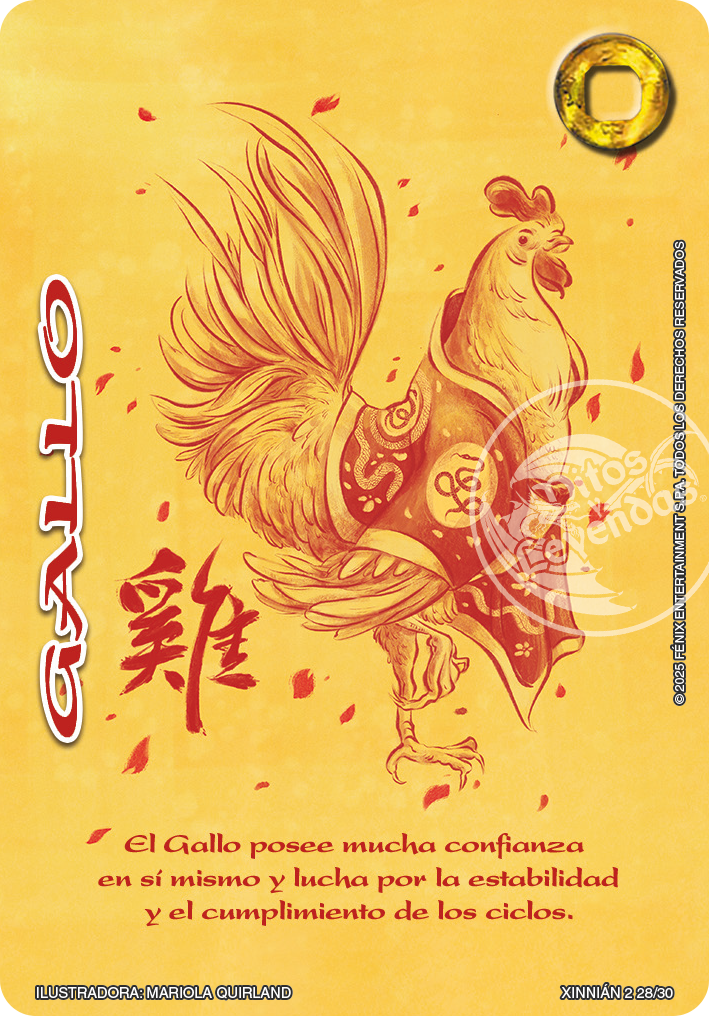 GALLO
雞
© 2025 FÉNIX ENTERTAINMENT S.P.A. TODOS LOS DERECHOS RESERVADOS
Mitos
y
Leyendas
El Gallo posee mucha confianza
en sí mismo y lucha por la estabilidad
y el cumplimiento de los ciclos.
ILUSTRADORA: MARIOLA QUIRLAND
XINNIÁN 2 28/30